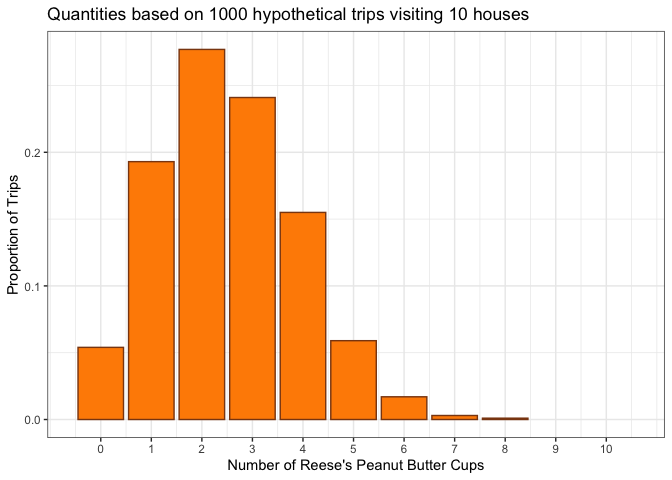 Quantities based on 1000 hypothetical trips visiting 10 houses
Proportion of Trips
0.2
0.1
0.0
0 1 2 3 4 5 6 7 8 9 10
Number of Reese's Peanut Butter Cups